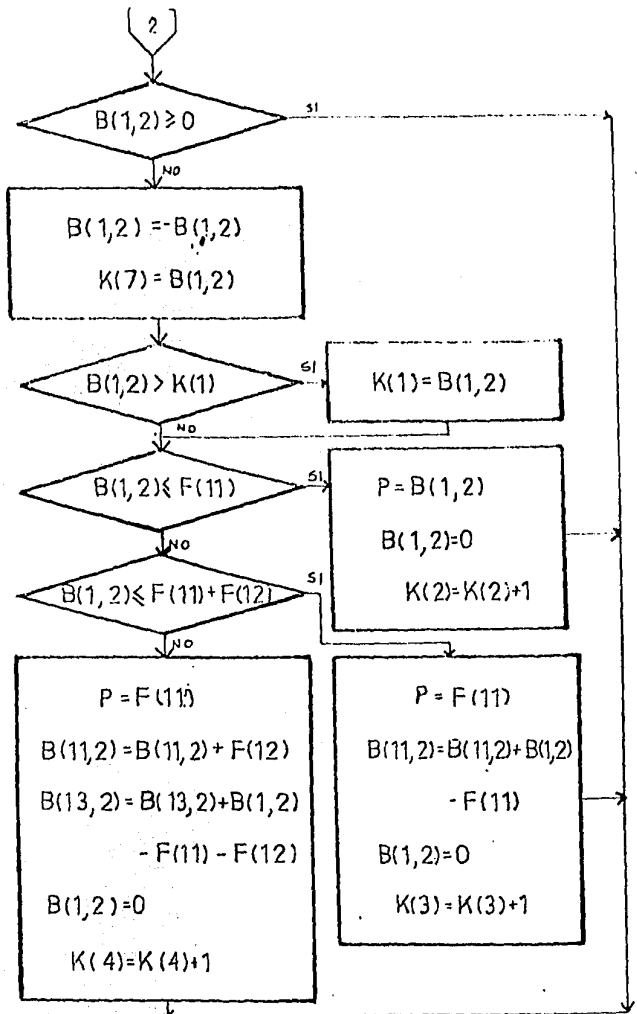 2
B(1,2)≥0
SI
NO
B(1,2)=-B(1,2)
K(7)=B(1,2)
B(1,2)>K(1)
SI
K(1)=B(1,2)
NO
B(1,2)≤F(11)
SI
P=B(1,2)
B(1,2)=0
K(2)=K(2)+1
NO
B(1,2)≤F(11)+F(12)
SI
NO
P=F(11)
B(11,2)=B(11,2)+F(12)
B(13,2)=B(13,2)+B(1,2)
-F(11)-F(12)
B(1,2)=0
K(4)=K(4)+1
P=F(11)
B(11,2)=B(11,2)+B(1,2)
-F(11)
B(1,2)=0
K(3)=K(3)+1